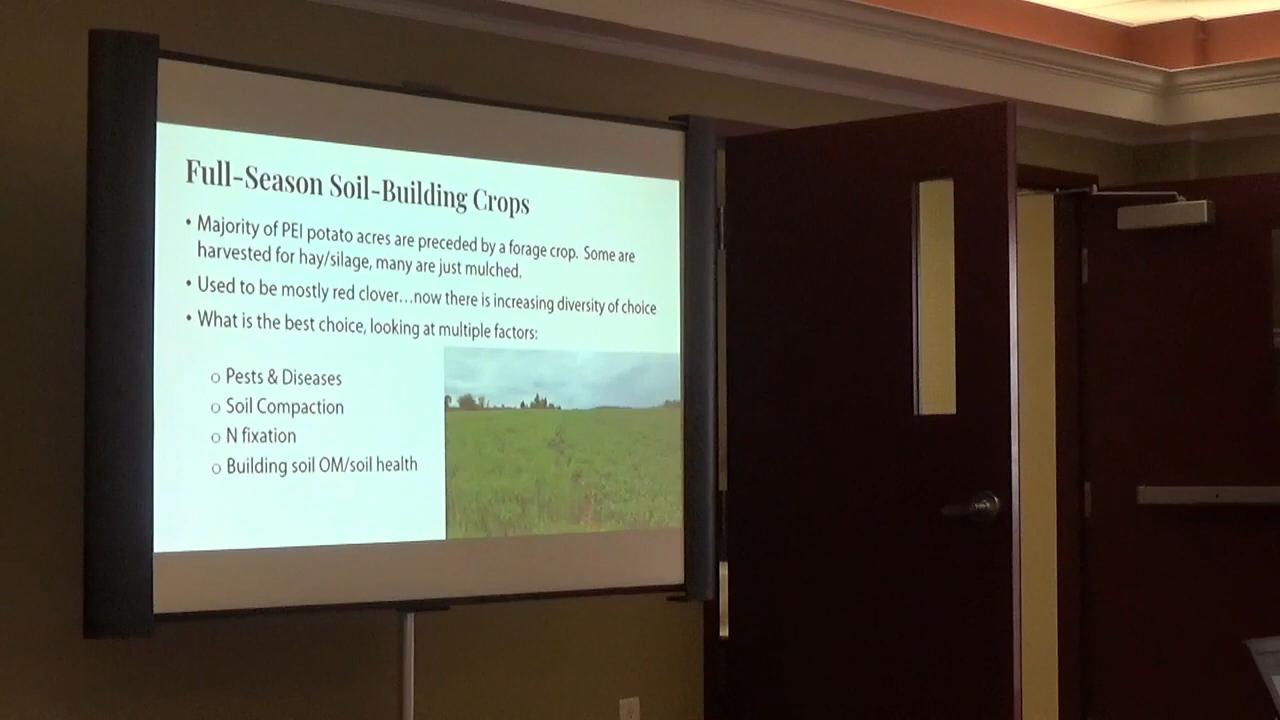 Full-Season Soil-Building Crops
• Majority of PEI potato acres are preceded by a forage crop. Some are
harvested for hay/silage, many are just mulched.
• Used to be mostly red clover...now there is increasing diversity of choice
• What is the best choice, looking at multiple factors:
o Pests & Diseases
o Soil Compaction
o N fixation
o Building soil OM/soil health